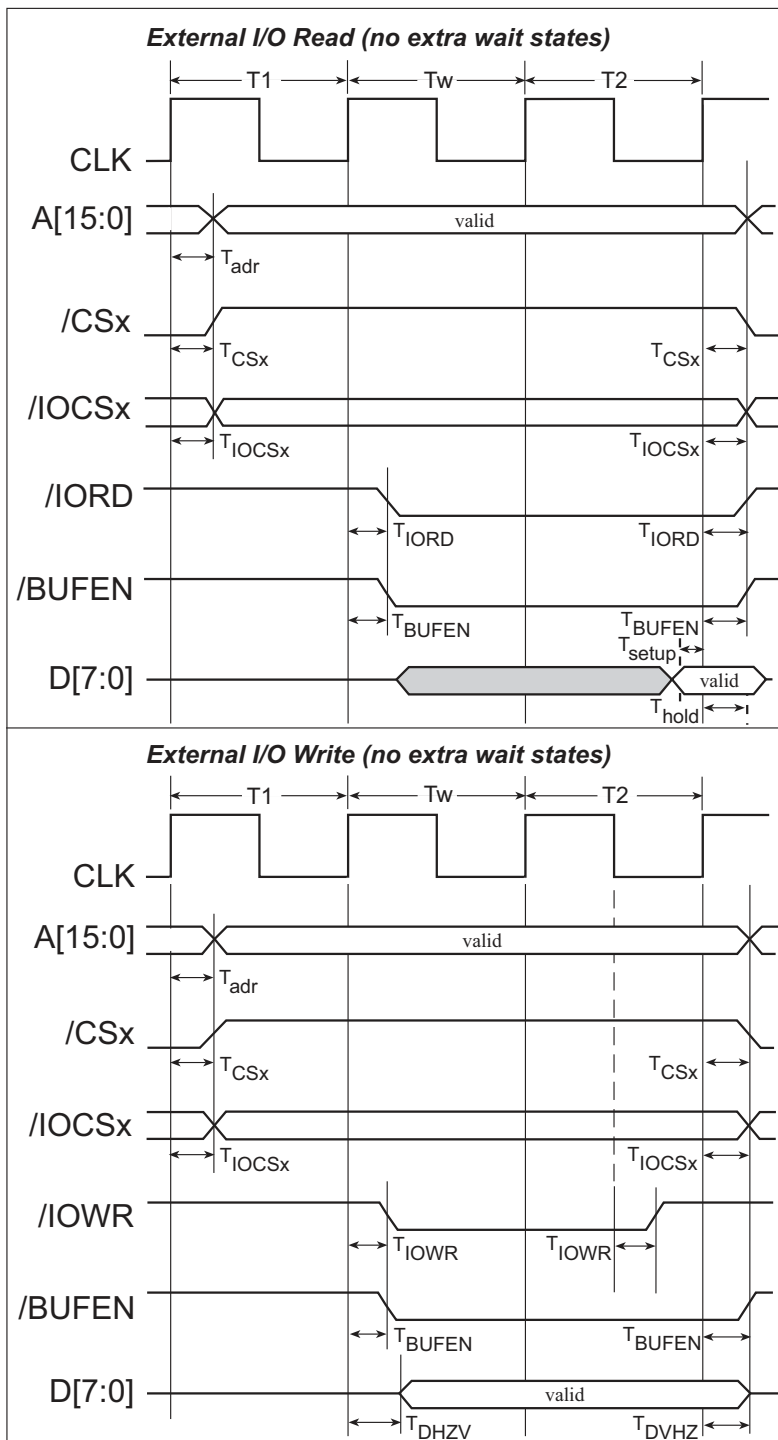 External I/O Read (no extra wait states)
T1 Tw T2
CLK
A[15:0] valid
Tadr
/CSx
TCSx TCSx
/IOCSx
TIOCSx TIOCSx
/IORD
TIORD TIORD
/BUFEN
TBUFEN TBUFEN
Tsetup
D[7:0] valid
Thold
External I/O Write (no extra wait states)
T1 Tw T2
CLK
A[15:0] valid
Tadr
/CSx
TCSx TCSx
/IOCSx
TIOCSx TIOCSx
/IOWR
TIOWR TIOWR
/BUFEN
TBUFEN TBUFEN
D[7:0] valid
TDHZV TDVHZ